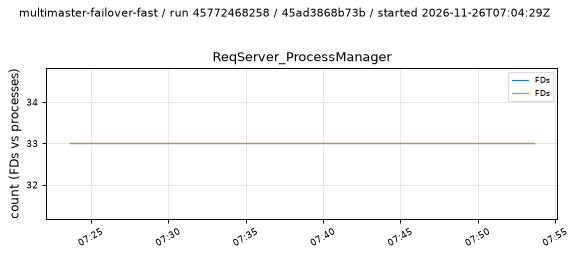 multimaster-failover-fast / run 45772468258 / 45ad3868b73b / started 2026-11-26T07:04:29Z
ReqServer_ProcessManager
count (FDs vs processes)
34
33
32
FDs
FDs
07:25
07:30
07:35
07:40
07:45
07:50
07:55